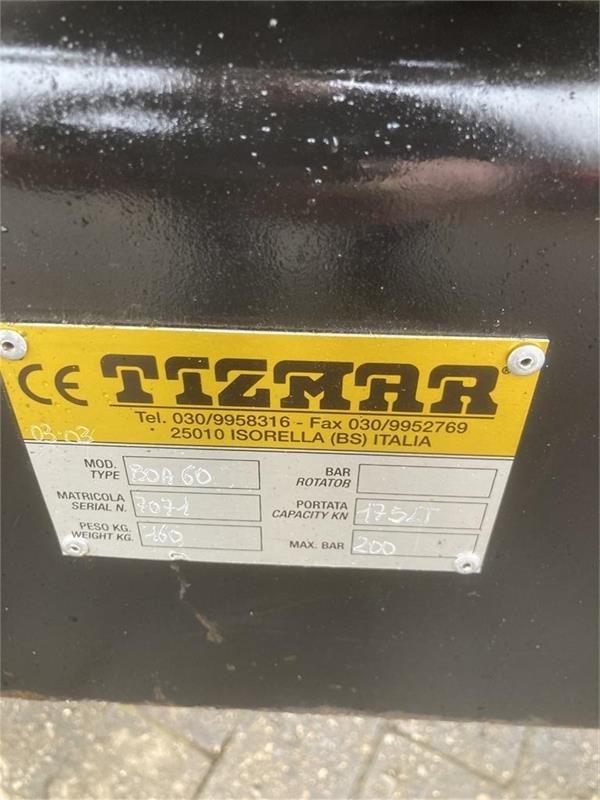 CE TIZMAR ®
Tel. 030/9958316 - Fax 030/9952769
25010 ISORELLA (BS) ITALIA
03.03
MOD. TYPE BOA 60
BAR ROTATOR
MATRICOLA SERIAL N. 7071
PORTATA CAPACITY KN 175LT
PESO KG. WEIGHT KG. 160
MAX. BAR 200